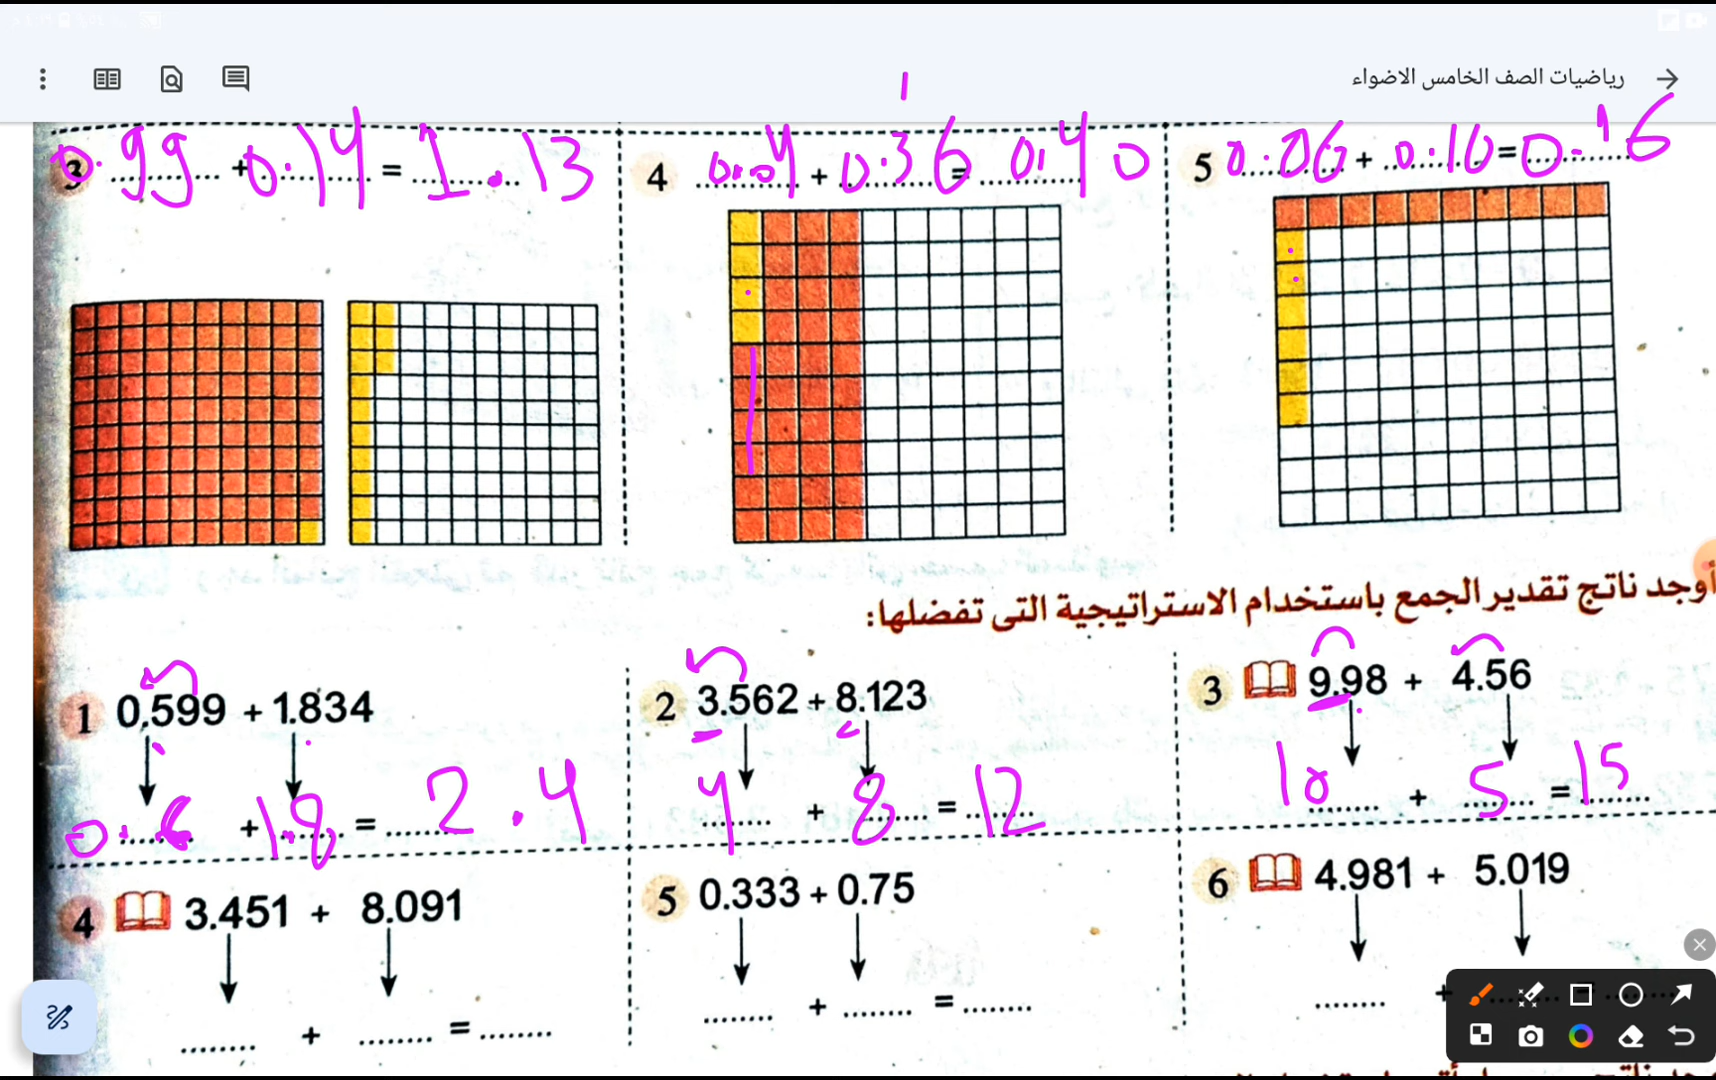 رياضيات الصف الخامس الاضواء
3 0.99 + 0.14 = 1.13
4 0.04 + 0.36 = 0.40
5 0.06 + 0.10 = 0.16
أوجد ناتج تقدير الجمع باستخدام الاستراتيجية التى تفضلها:
1 0.599 + 1.834
0.6 + 1.8 = 2.4
2 3.562 + 8.123
4 + 8 = 12
3 9.98 + 4.56
10 + 5 = 15
4 3.451 + 8.091
........ + ........ = ........
5 0.333 + 0.75
........ + ........ = ........
6 4.981 + 5.019
........ +